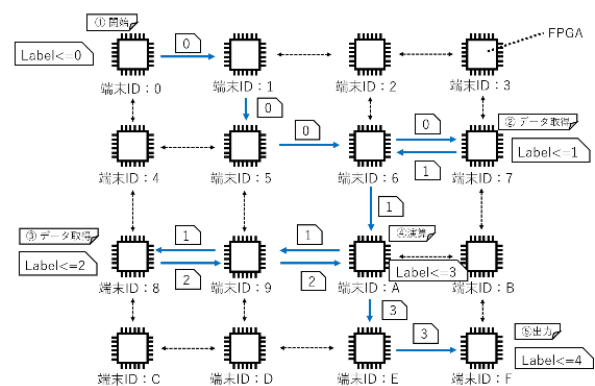 ① 開始
FPGA
Label<=0
0
端末ID：0
端末ID：1
端末ID：2
端末ID：3
0
0
0
② データ取得
Label<=1
1
端末ID：4
端末ID：5
端末ID：6
端末ID：7
1
③ データ取得
1
1
④演算
Label<=2
2
2
Label<=3
端末ID：8
端末ID：9
端末ID：A
端末ID：B
3
3
⑤出力
Label<=4
端末ID：C
端末ID：D
端末ID：E
端末ID：F